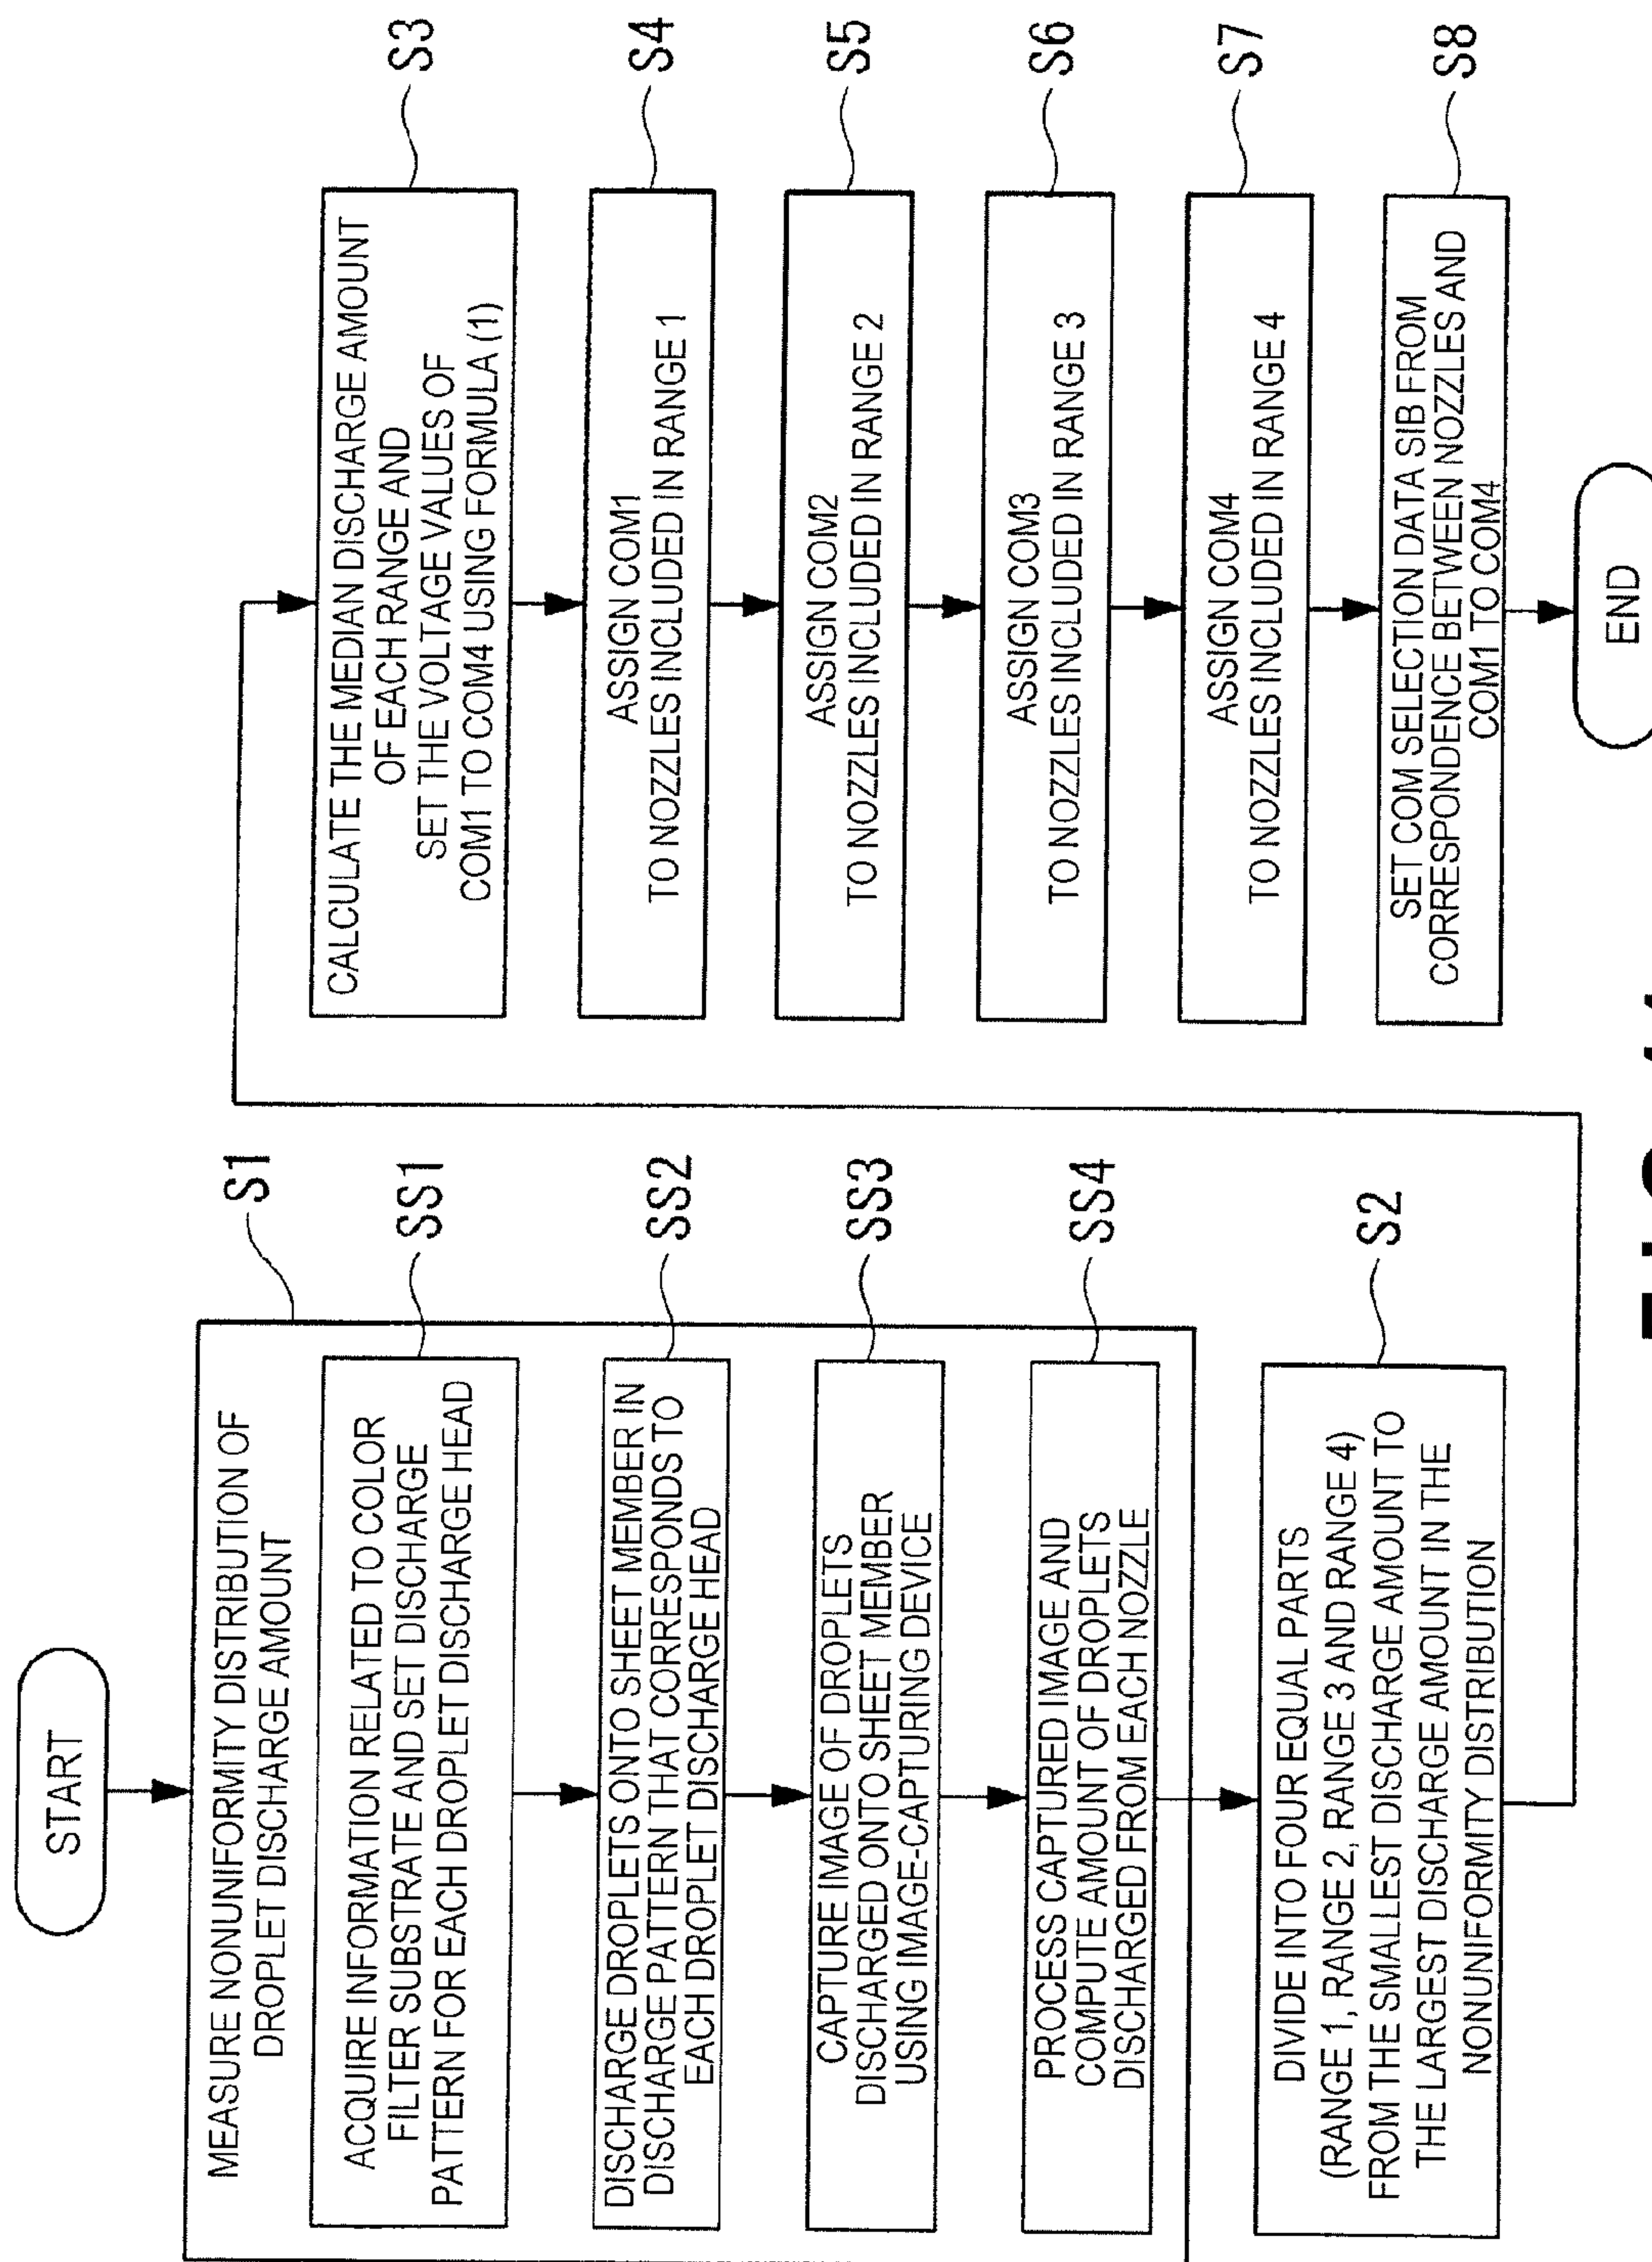 START
MEASURE NONUNIFORMITY DISTRIBUTION OF
DROPLET DISCHARGE AMOUNT
S1
ACQUIRE INFORMATION RELATED TO COLOR
FILTER SUBSTRATE AND SET DISCHARGE
PATTERN FOR EACH DROPLET DISCHARGE HEAD
SS1
DISCHARGE DROPLETS ONTO SHEET MEMBER IN
DISCHARGE PATTERN THAT CORRESPONDS TO
EACH DROPLET DISCHARGE HEAD
SS2
CAPTURE IMAGE OF DROPLETS
DISCHARGED ONTO SHEET MEMBER
USING IMAGE-CAPTURING DEVICE
SS3
PROCESS CAPTURED IMAGE AND
COMPUTE AMOUNT OF DROPLETS
DISCHARGED FROM EACH NOZZLE
SS4
DIVIDE INTO FOUR EQUAL PARTS
(RANGE 1, RANGE 2, RANGE 3 AND RANGE 4)
FROM THE SMALLEST DISCHARGE AMOUNT TO
THE LARGEST DISCHARGE AMOUNT IN THE
NONUNIFORMITY DISTRIBUTION
S2
CALCULATE THE MEDIAN DISCHARGE AMOUNT
OF EACH RANGE AND
SET THE VOLTAGE VALUES OF
COM1 TO COM4 USING FORMULA (1)
S3
ASSIGN COM1
TO NOZZLES INCLUDED IN RANGE 1
S4
ASSIGN COM2
TO NOZZLES INCLUDED IN RANGE 2
S5
ASSIGN COM3
TO NOZZLES INCLUDED IN RANGE 3
S6
ASSIGN COM4
TO NOZZLES INCLUDED IN RANGE 4
S7
SET COM SELECTION DATA SIB FROM
CORRESPONDENCE BETWEEN NOZZLES AND
COM1 TO COM4
S8
END